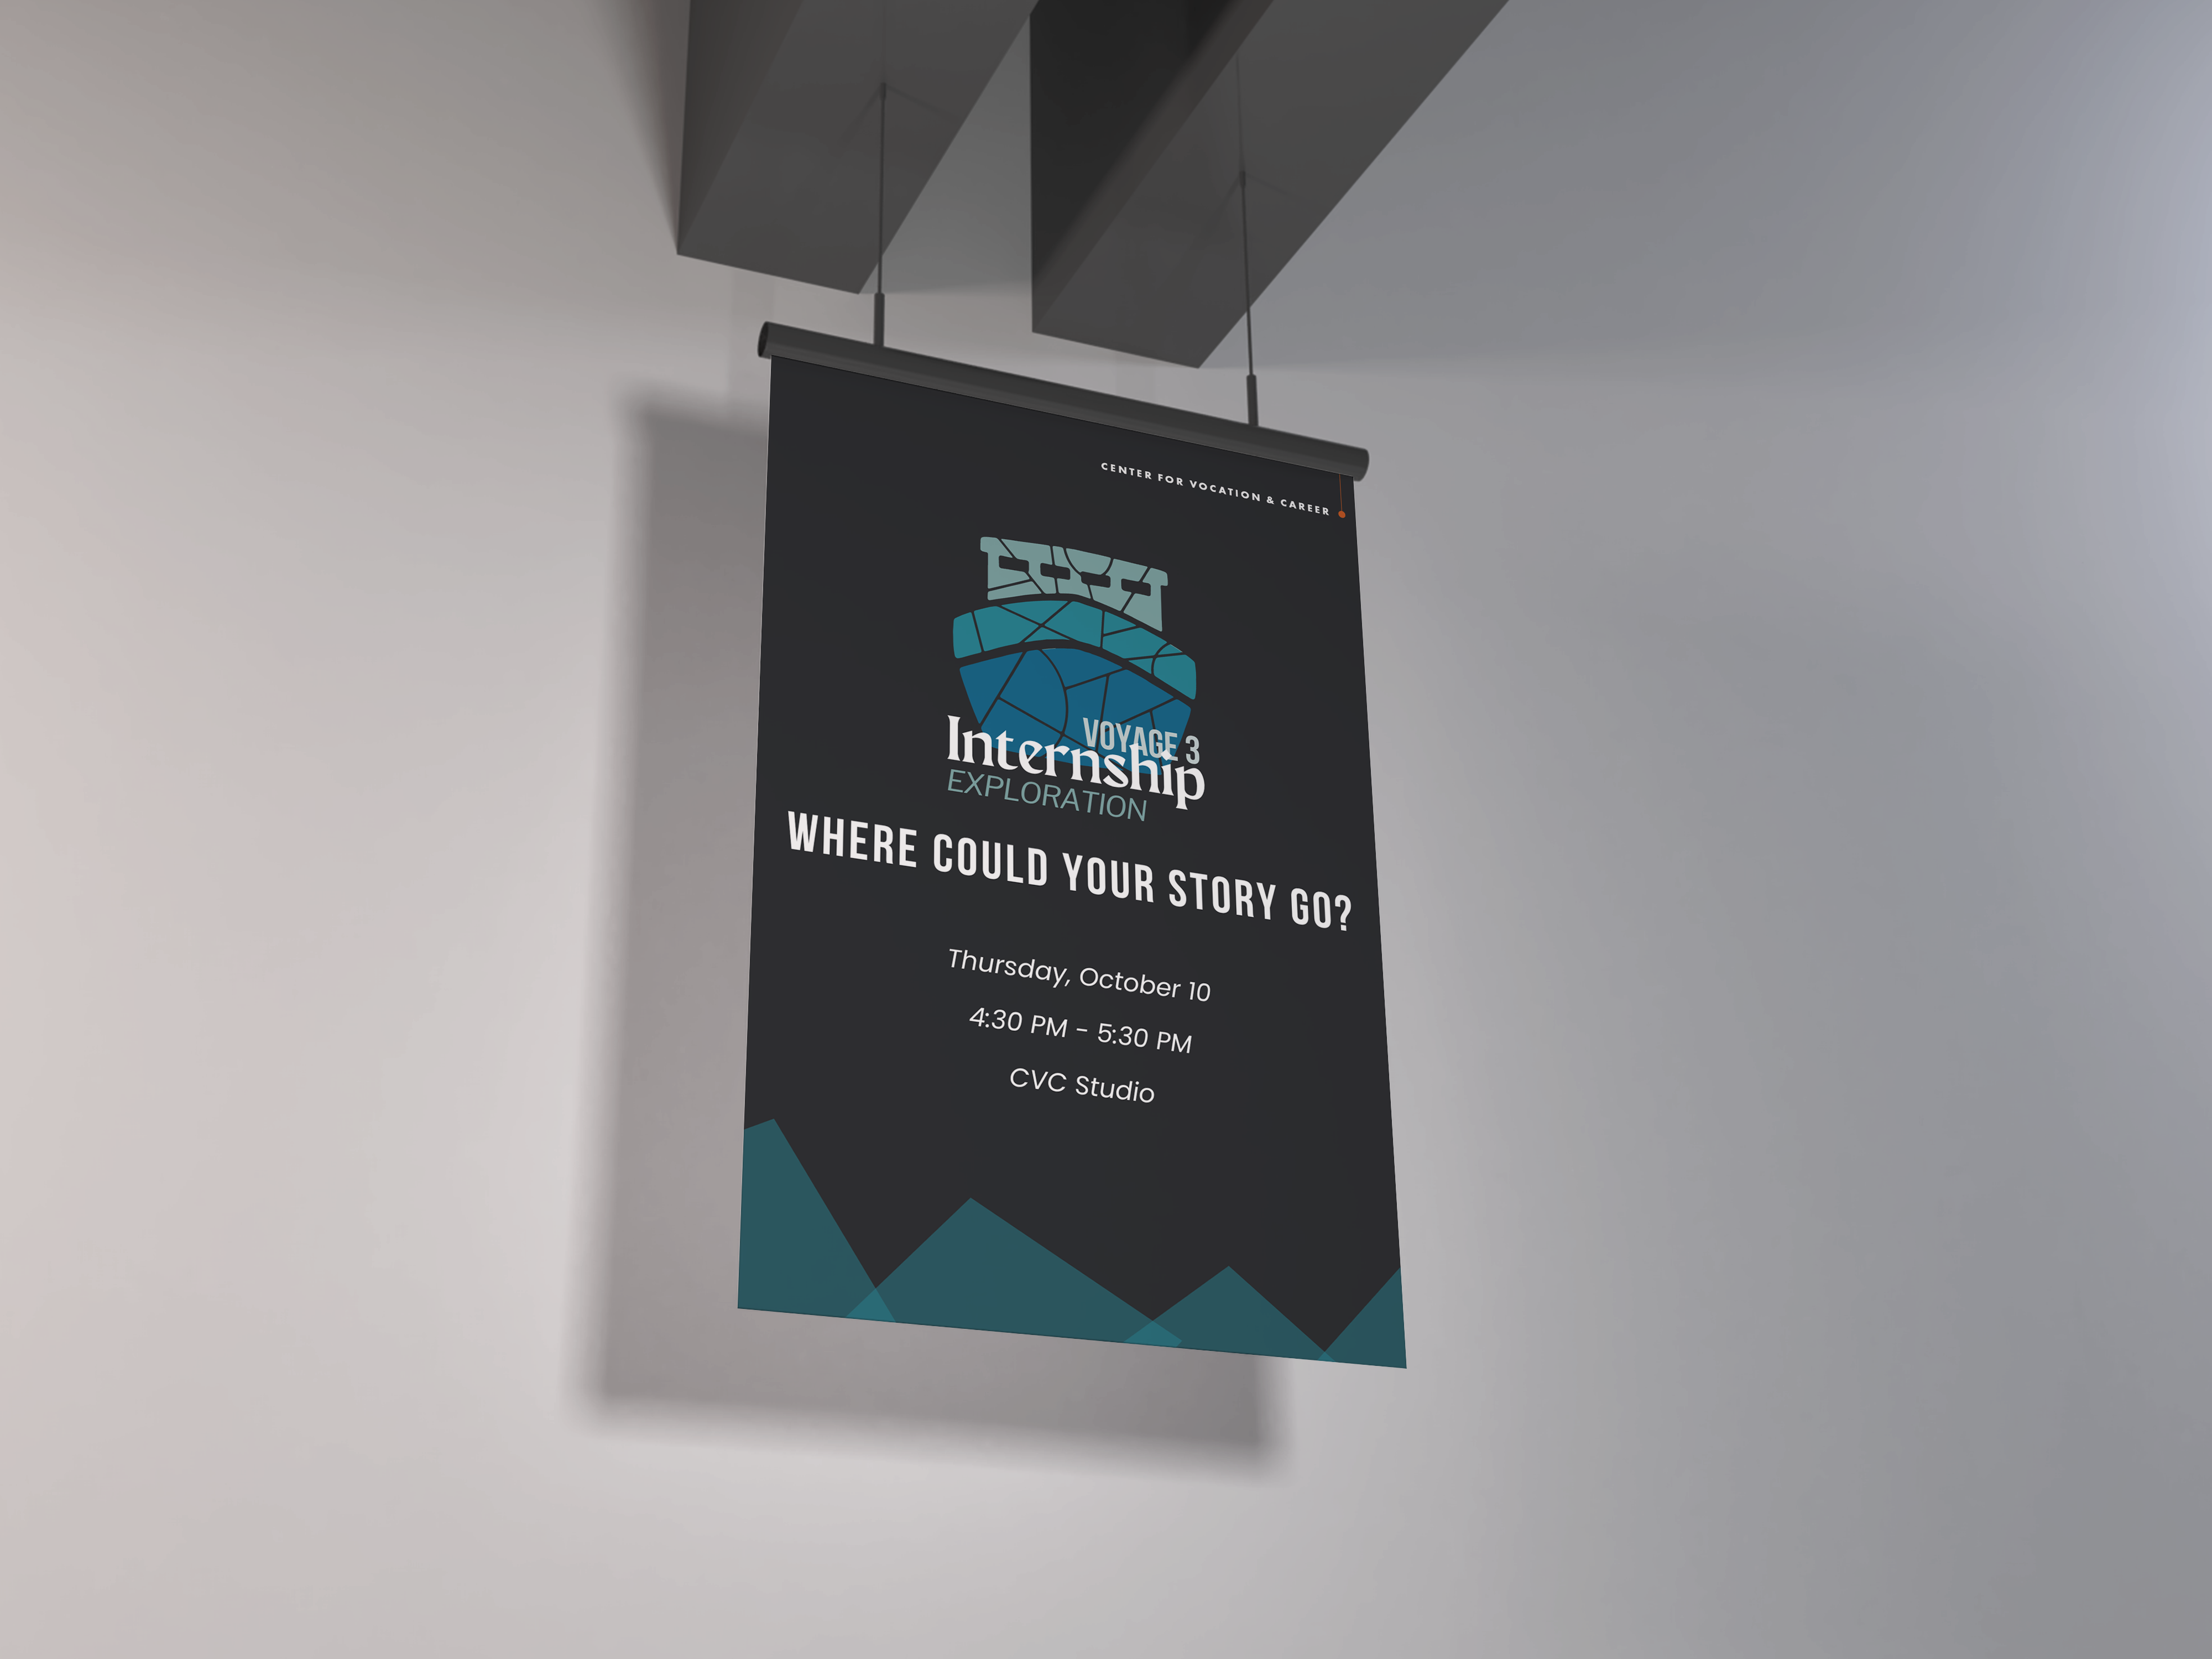 CENTER FOR VOCATION & CAREER
VOYAGE 3
Internship
EXPLORATION
WHERE COULD YOUR STORY GO?
Thursday, October 10
4:30 PM - 5:30 PM
CVC Studio